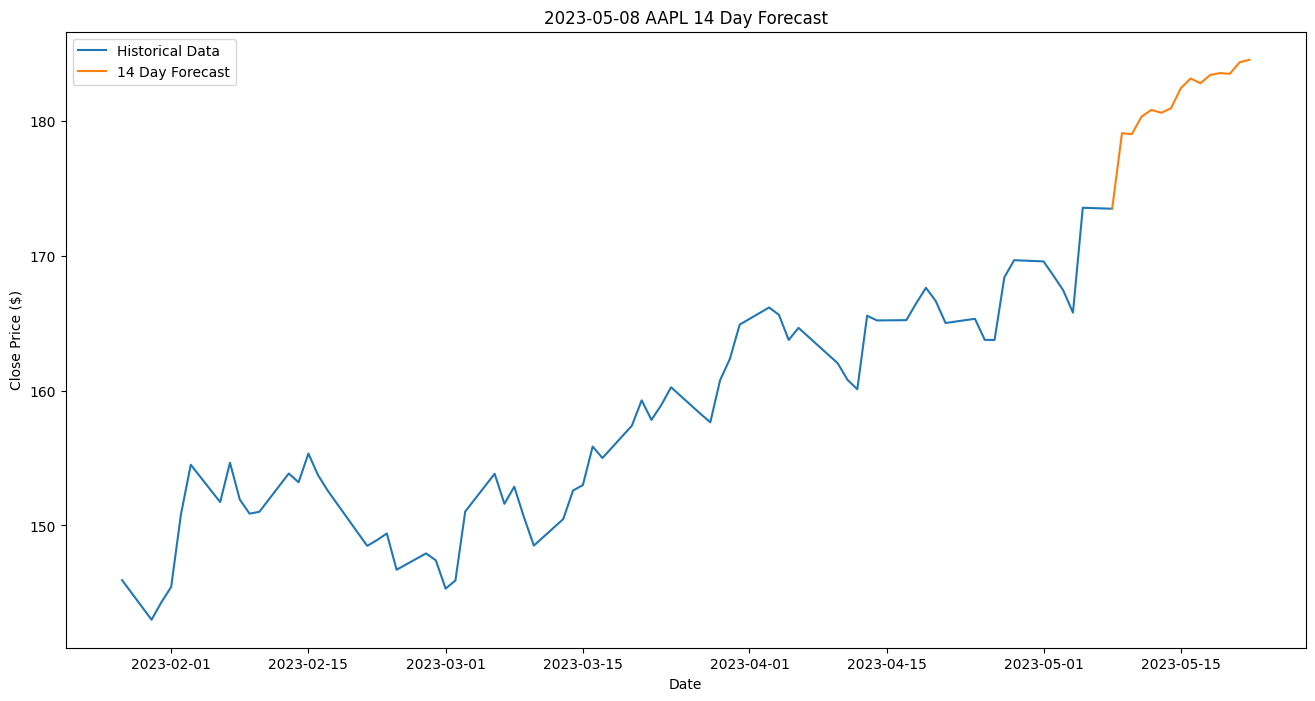 2023-05-08 AAPL 14 Day Forecast
Historical Data
14 Day Forecast
Close Price ($)
180
170
160
150
2023-02-01 2023-02-15 2023-03-01 2023-03-15 2023-04-01 2023-04-15 2023-05-01 2023-05-15
Date